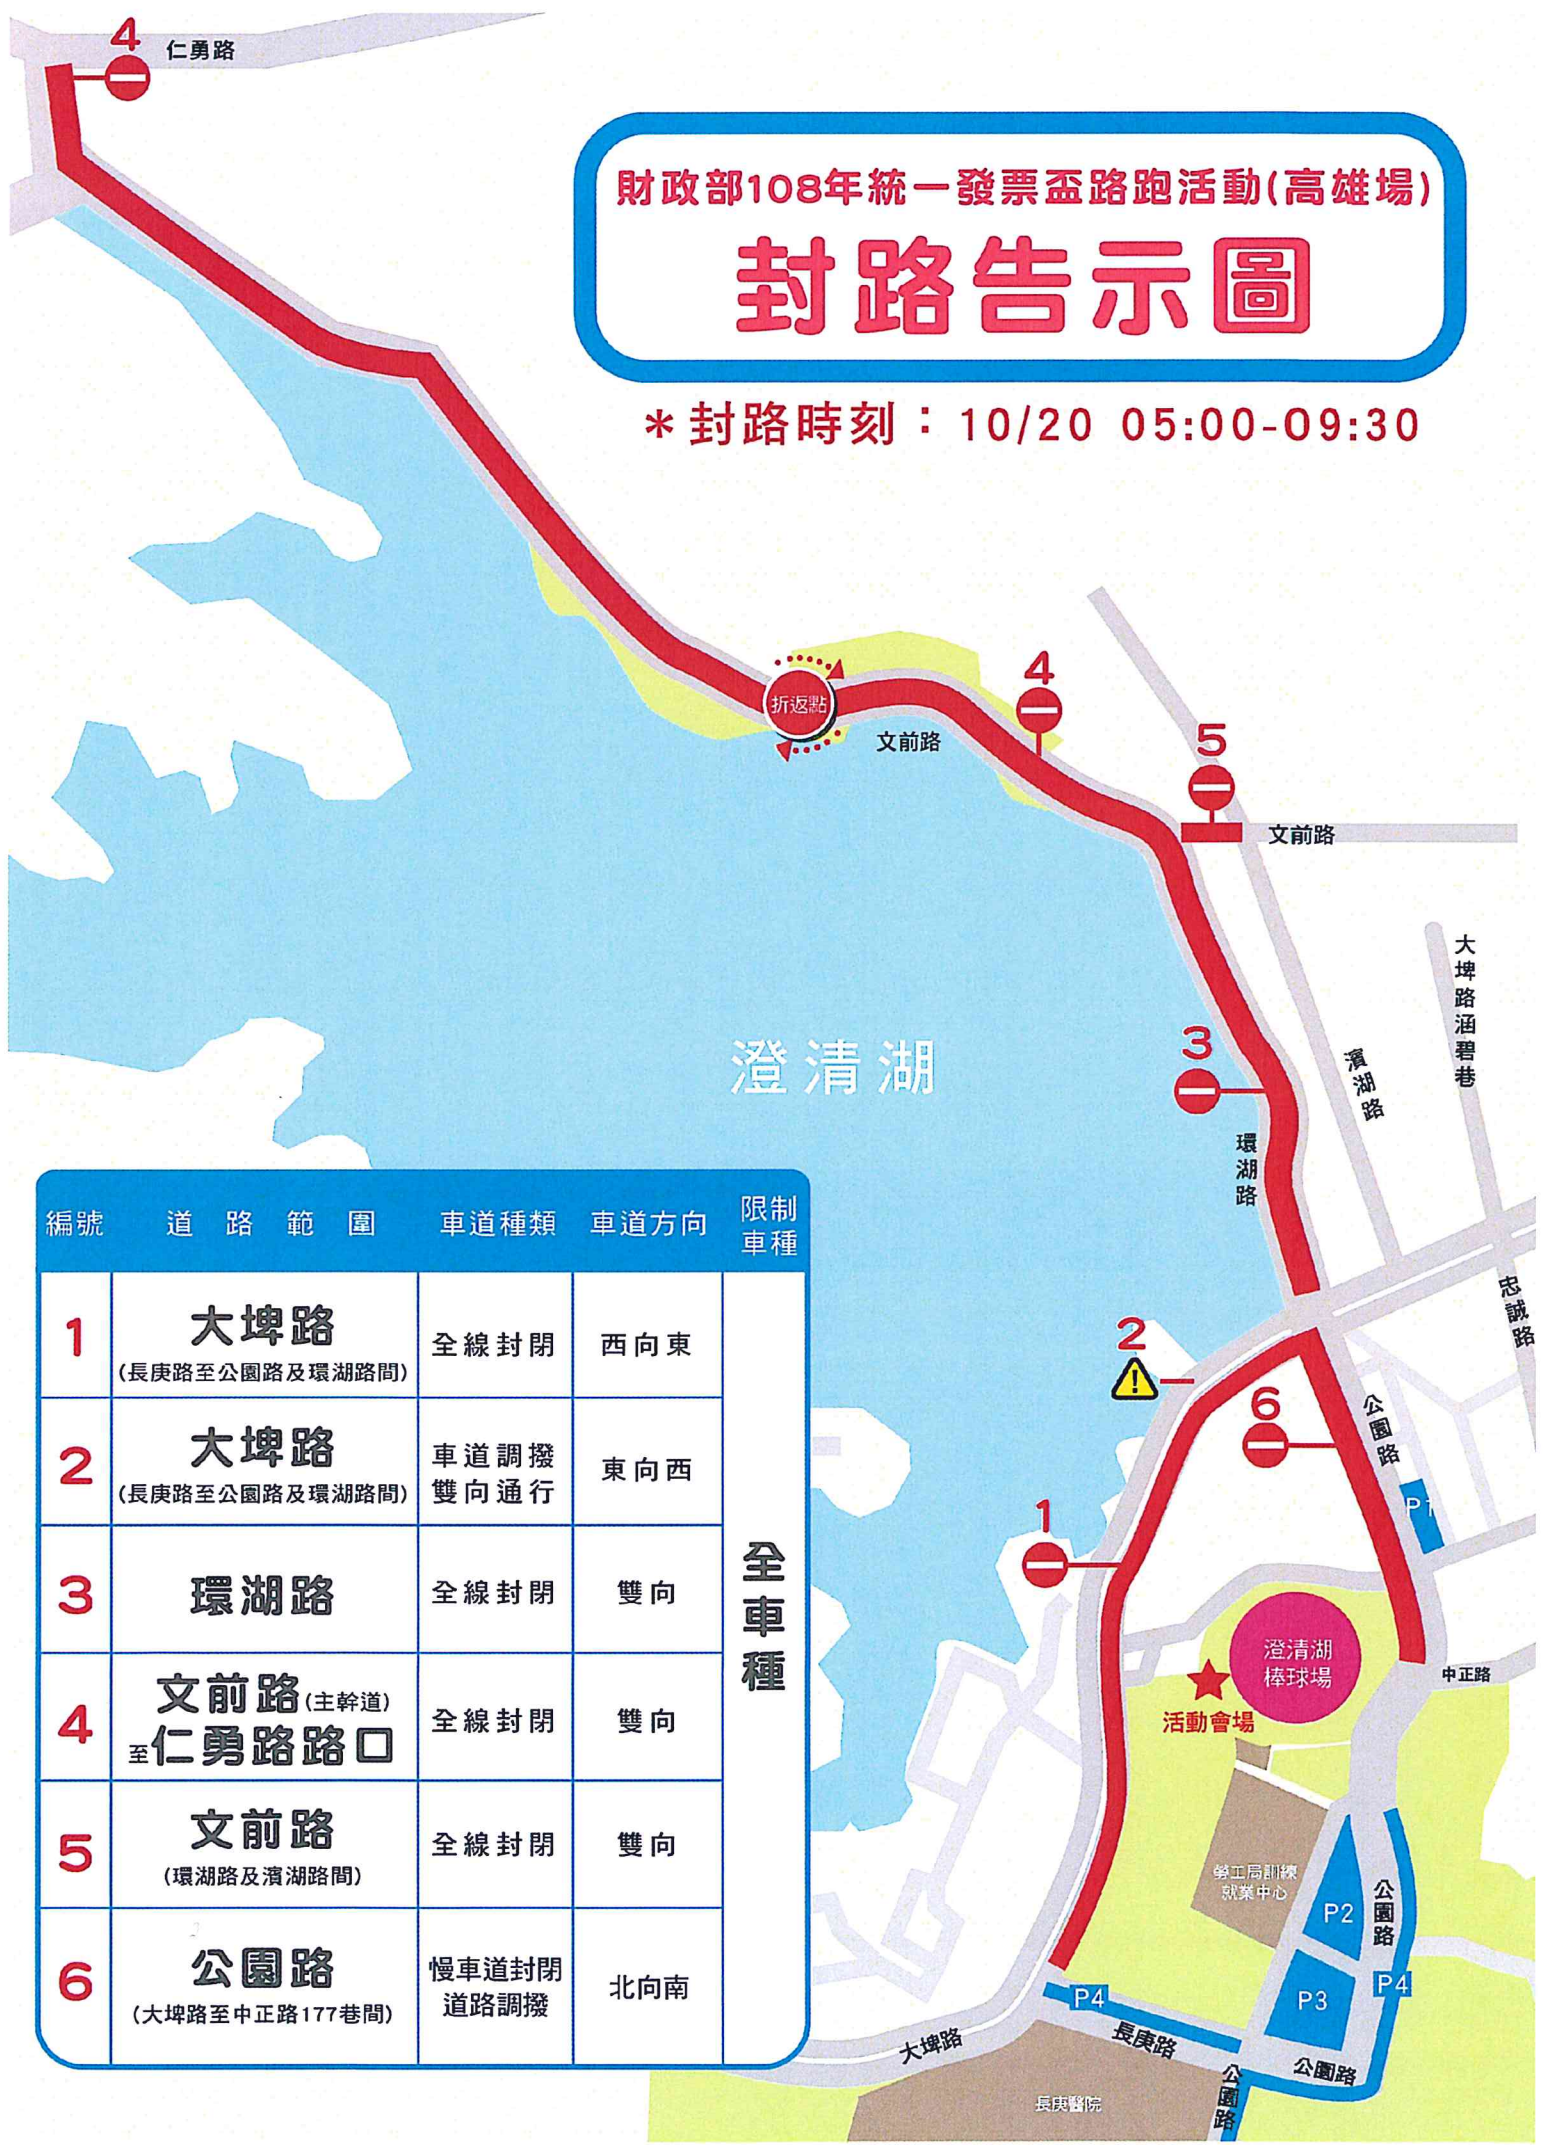 4
仁勇路
財政部108年統一發票盃路跑活動(高雄場)
封路告示圖
*封路時刻：10/20 05:00-09:30
折返點
文前路
4
5
文前路
大埤路涵碧巷
3
濱湖路
環湖路
澄清湖
忠誠路
2
6
公園路
P1
1
澄清湖
棒球場
中正路
活動會場
勞工局訓練
就業中心
P2
公園路
P3
P4
P4
長庚路
大埤路
公園路
公園路
長庚醫院
編號 道路範圍 車道種類 車道方向 限制車種
1 大埤路 全線封閉 西向東
(長庚路至公園路及環湖路間)
2 大埤路 車道調撥 東向西
(長庚路至公園路及環湖路間) 雙向通行
3 環湖路 全線封閉 雙向
全車種
4 文前路(主幹道) 全線封閉 雙向
至仁勇路路口
5 文前路 全線封閉 雙向
(環湖路及濱湖路間)
6 公園路 慢車道封閉 北向南
(大埤路至中正路177巷間) 道路調撥